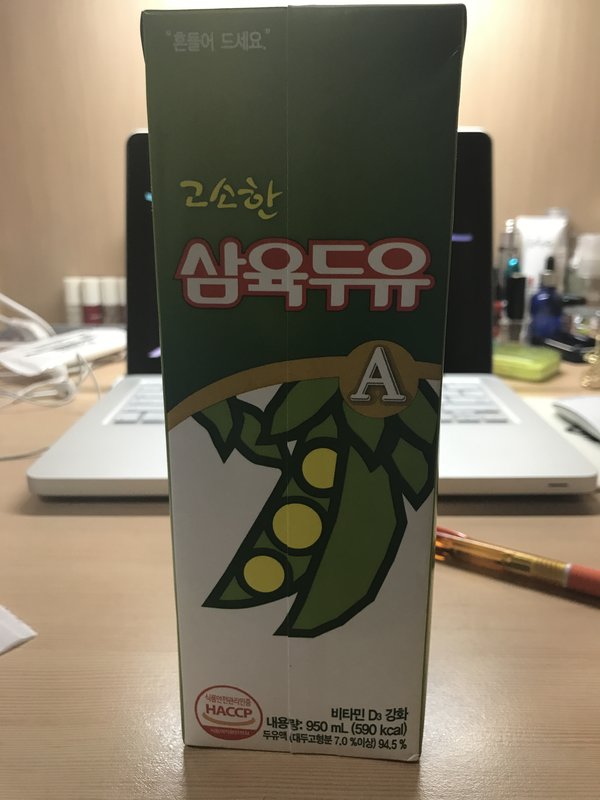 "흔들어 드세요."
고소한
삼육두유
A
식품안전관리인증
HACCP
비타민 D3 강화
내용량: 950 mL (590 kcal)
두유액 (대두고형분 7.0 %이상) 94.5 %